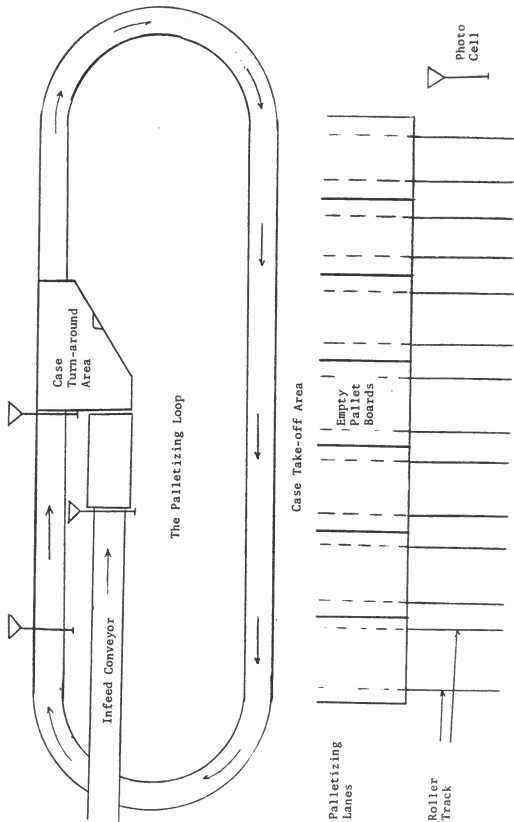 Photo
Cell
Case
Turn-around
Area
The Palletizing Loop
Infeed Conveyor
Case Take-off Area
Empty
Pallet
Boards
Palletizing
Lanes
Roller
Track